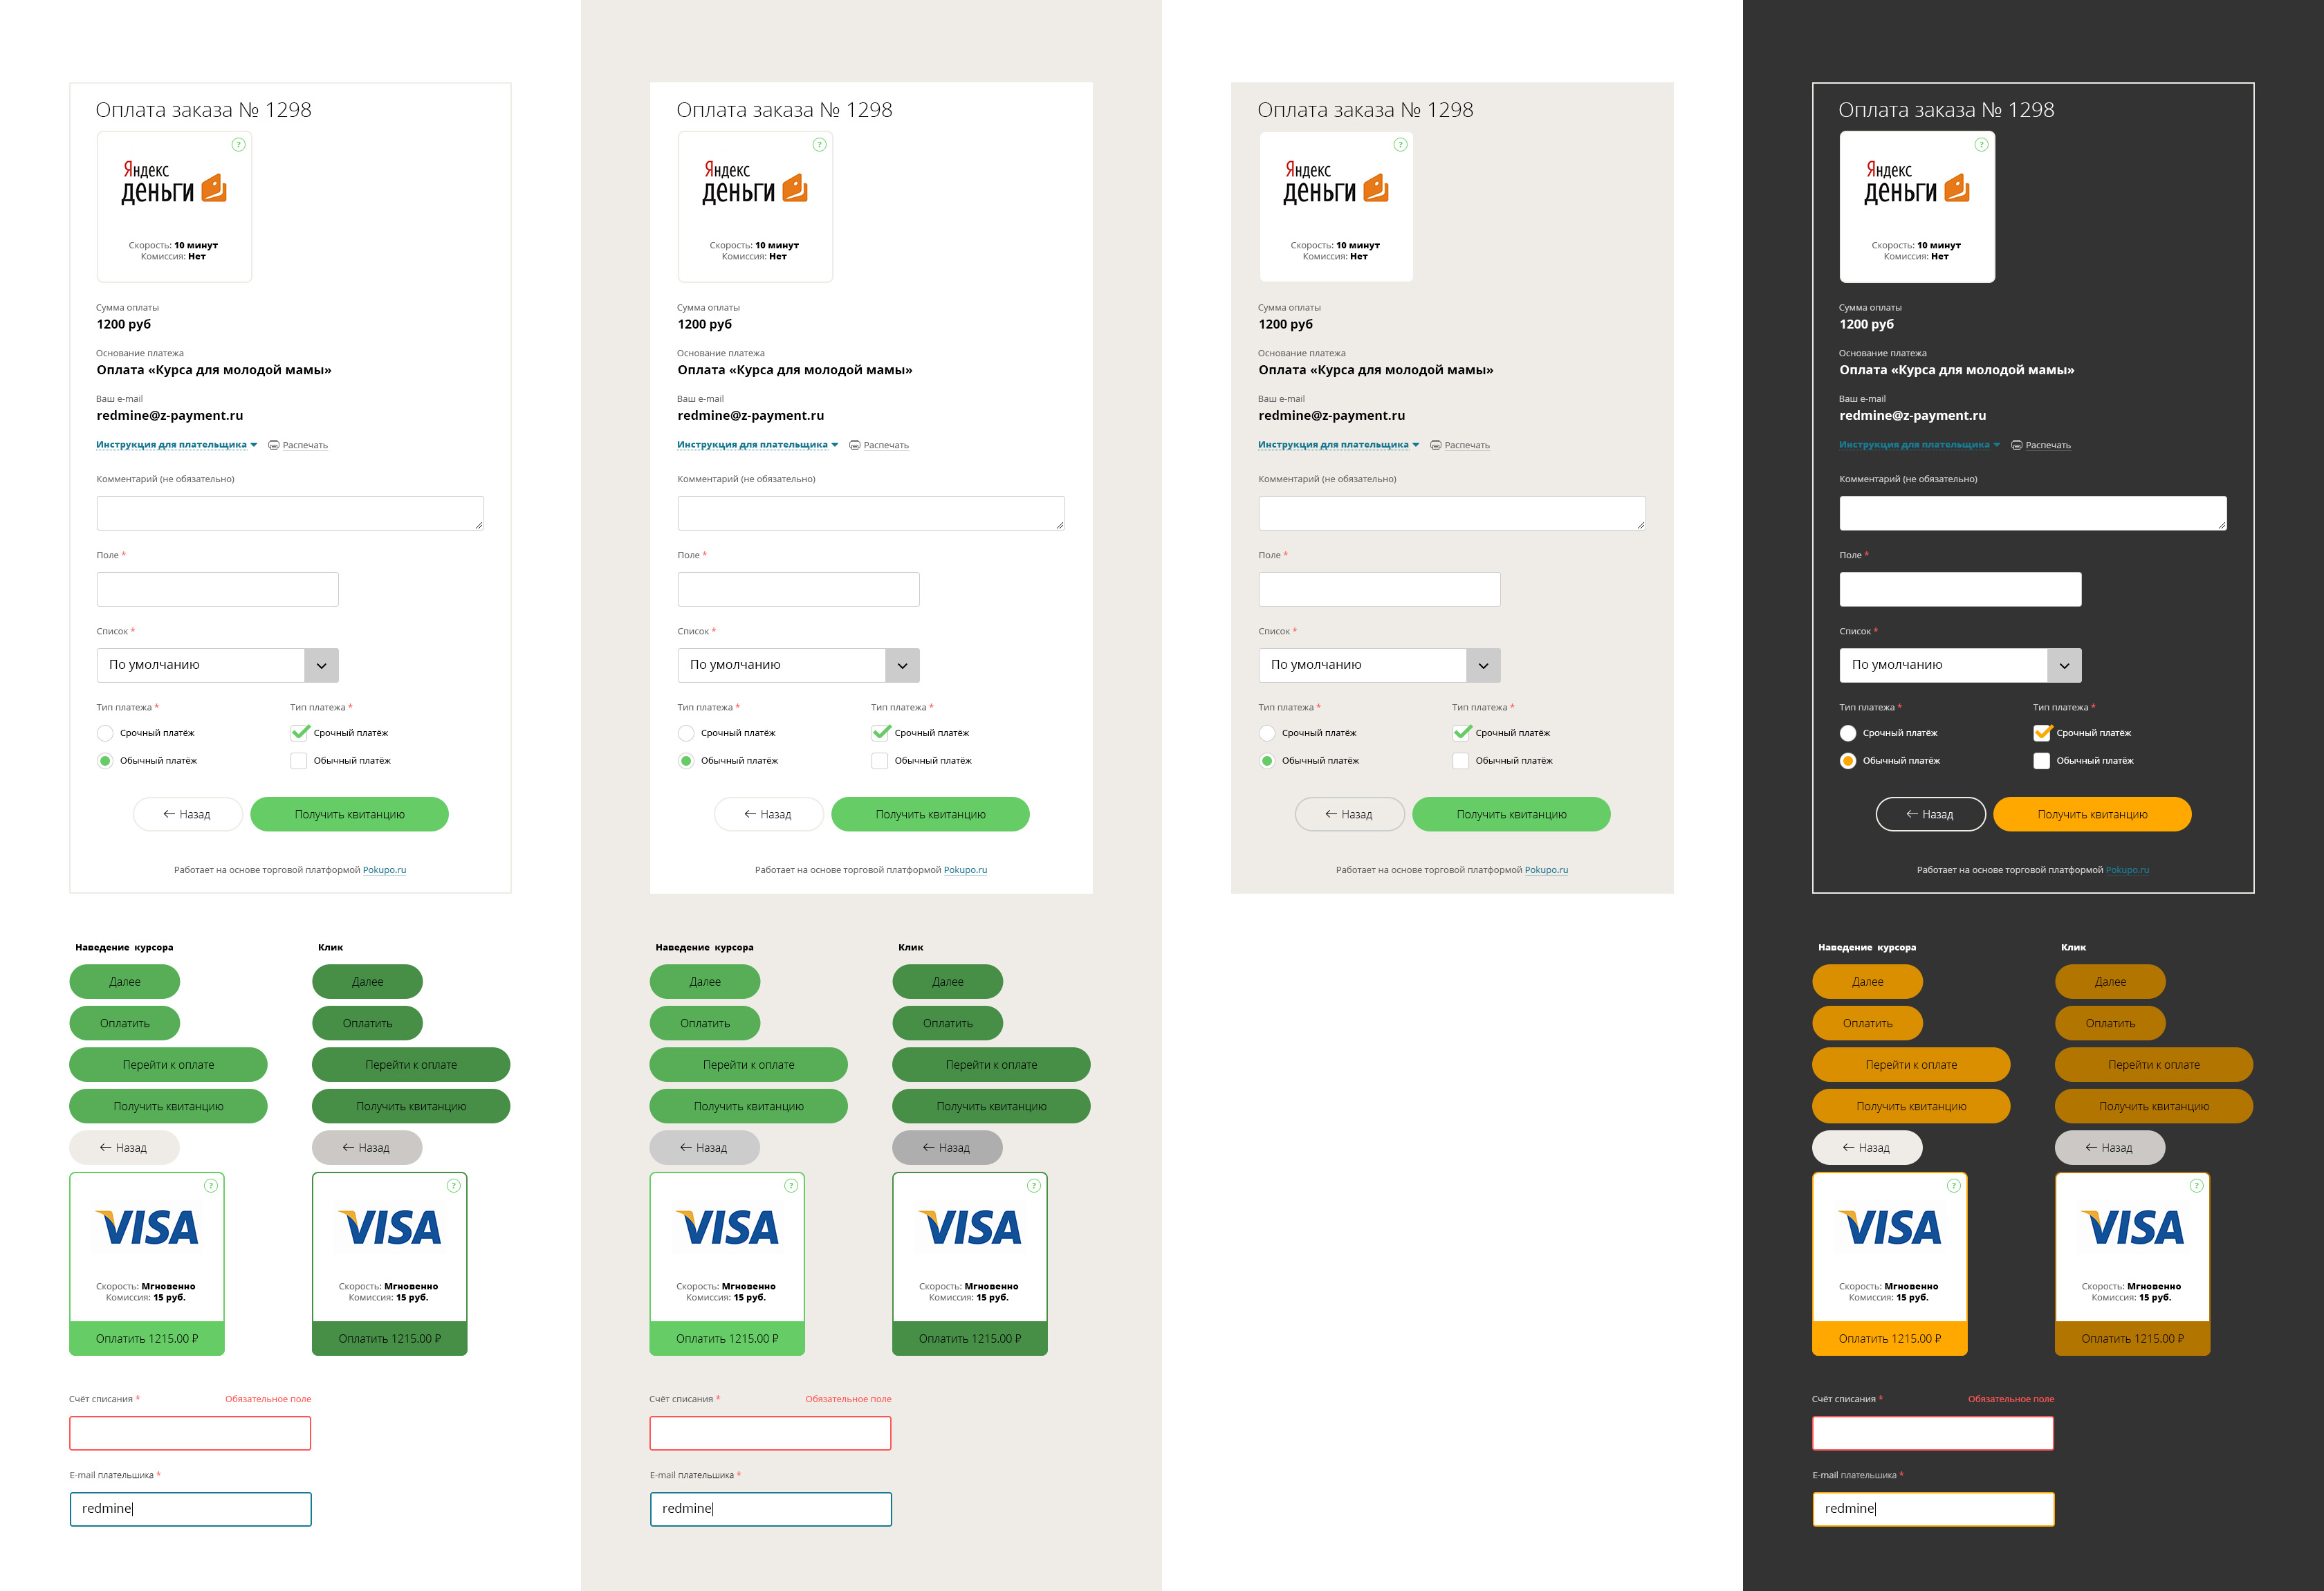 Оплата заказа № 1298
?
Яндекс
деньги
Скорость: 10 минут
Комиссия: Нет
Сумма оплаты
1200 руб
Основание платежа
Оплата «Курса для молодой мамы»
Ваш e-mail
redmine@z-payment.ru
Инструкция для плательщика Распечать
Комментарий (не обязательно)
Поле *
Список *
По умолчанию
Тип платежа * Тип платежа *
Срочный платёж Срочный платёж
Обычный платёж Обычный платёж
← Назад Получить квитанцию
Работает на основе торговой платформой Pokupo.ru
Наведение курсора Клик
Далее Далее
Оплатить Оплатить
Перейти к оплате Перейти к оплате
Получить квитанцию Получить квитанцию
← Назад ← Назад
? ?
VISA VISA
Скорость: Мгновенно Скорость: Мгновенно
Комиссия: 15 руб. Комиссия: 15 руб.
Оплатить 1215.00 ₽ Оплатить 1215.00 ₽
Счёт списания * Обязательное поле
E-mail плательшика *
redmine
Оплата заказа № 1298
?
Яндекс
деньги
Скорость: 10 минут
Комиссия: Нет
Сумма оплаты
1200 руб
Основание платежа
Оплата «Курса для молодой мамы»
Ваш e-mail
redmine@z-payment.ru
Инструкция для плательщика Распечать
Комментарий (не обязательно)
Поле *
Список *
По умолчанию
Тип платежа * Тип платежа *
Срочный платёж Срочный платёж
Обычный платёж Обычный платёж
← Назад Получить квитанцию
Работает на основе торговой платформой Pokupo.ru
Наведение курсора Клик
Далее Далее
Оплатить Оплатить
Перейти к оплате Перейти к оплате
Получить квитанцию Получить квитанцию
← Назад ← Назад
? ?
VISA VISA
Скорость: Мгновенно Скорость: Мгновенно
Комиссия: 15 руб. Комиссия: 15 руб.
Оплатить 1215.00 ₽ Оплатить 1215.00 ₽
Счёт списания * Обязательное поле
E-mail плательшика *
redmine
Оплата заказа № 1298
?
Яндекс
деньги
Скорость: 10 минут
Комиссия: Нет
Сумма оплаты
1200 руб
Основание платежа
Оплата «Курса для молодой мамы»
Ваш e-mail
redmine@z-payment.ru
Инструкция для плательщика Распечать
Комментарий (не обязательно)
Поле *
Список *
По умолчанию
Тип платежа * Тип платежа *
Срочный платёж Срочный платёж
Обычный платёж Обычный платёж
← Назад Получить квитанцию
Работает на основе торговой платформой Pokupo.ru
Оплата заказа № 1298
?
Яндекс
деньги
Скорость: 10 минут
Комиссия: Нет
Сумма оплаты
1200 руб
Основание платежа
Оплата «Курса для молодой мамы»
Ваш e-mail
redmine@z-payment.ru
Инструкция для плательщика Распечать
Комментарий (не обязательно)
Поле *
Список *
По умолчанию
Тип платежа * Тип платежа *
Срочный платёж Срочный платёж
Обычный платёж Обычный платёж
← Назад Получить квитанцию
Работает на основе торговой платформой Pokupo.ru
Наведение курсора Клик
Далее Далее
Оплатить Оплатить
Перейти к оплате Перейти к оплате
Получить квитанцию Получить квитанцию
← Назад ← Назад
? ?
VISA VISA
Скорость: Мгновенно Скорость: Мгновенно
Комиссия: 15 руб. Комиссия: 15 руб.
Оплатить 1215.00 ₽ Оплатить 1215.00 ₽
Счёт списания * Обязательное поле
E-mail плательшика *
redmine